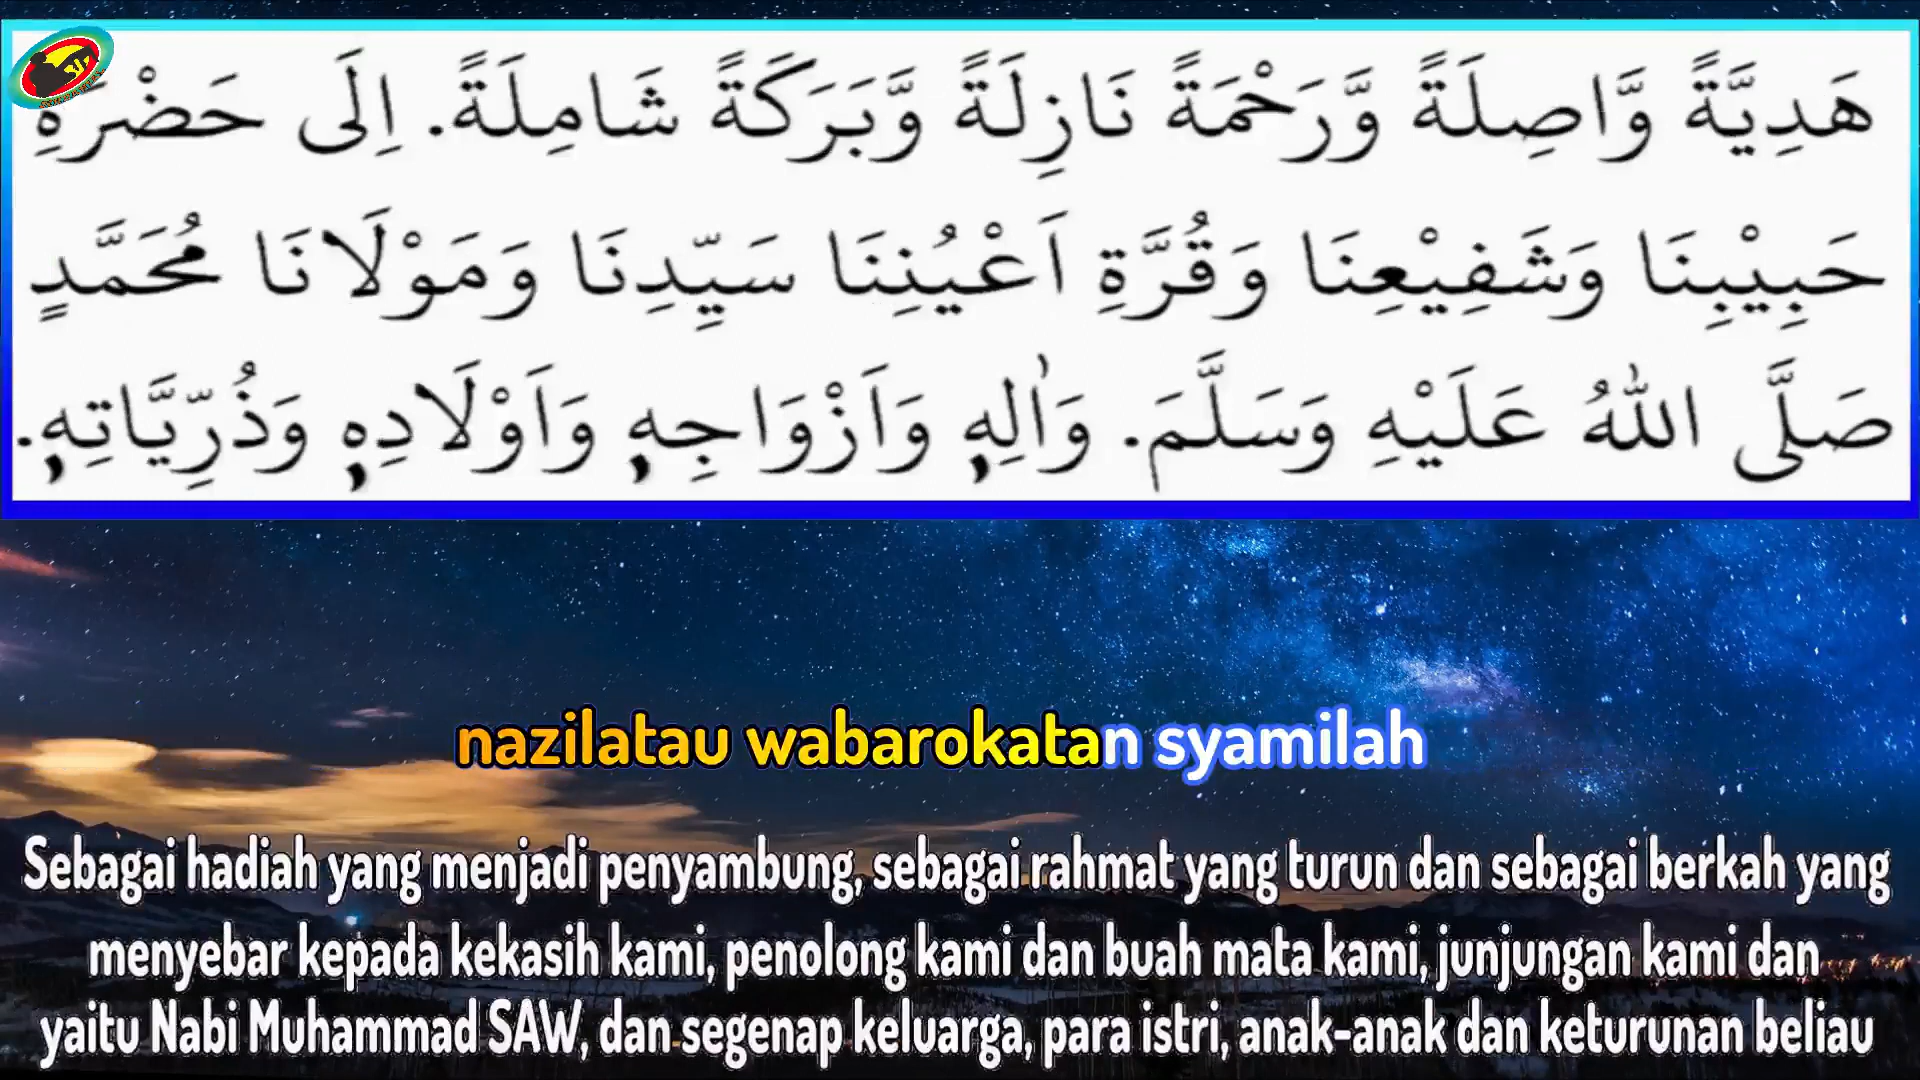 هَدِيَّةً وَّاصِلَةً وَّرَحْمَةً نَازِلَةً وَّبَرَكَةً شَامِلَةً. اِلَى حَضْرَةِ
حَبِيْبِنَا وَشَفِيْعِنَا وَقُرَّةِ اَعْيُنِنَا سَيِّدِنَا وَمَوْلَانَا مُحَمَّدٍ
صَلَّى اللهُ عَلَيْهِ وَسَلَّمَ. وَاٰلِهٖ وَاَزْوَاجِهٖ وَاَوْلَادِهٖ وَذُرِّيَّاتِهٖ.
nazilatau wabarokatan syamilah
Sebagai hadiah yang menjadi penyambung, sebagai rahmat yang turun dan sebagai berkah yang
menyebar kepada kekasih kami, penolong kami dan buah mata kami, junjungan kami dan
yaitu Nabi Muhammad SAW, dan segenap keluarga, para istri, anak-anak dan keturunan beliau